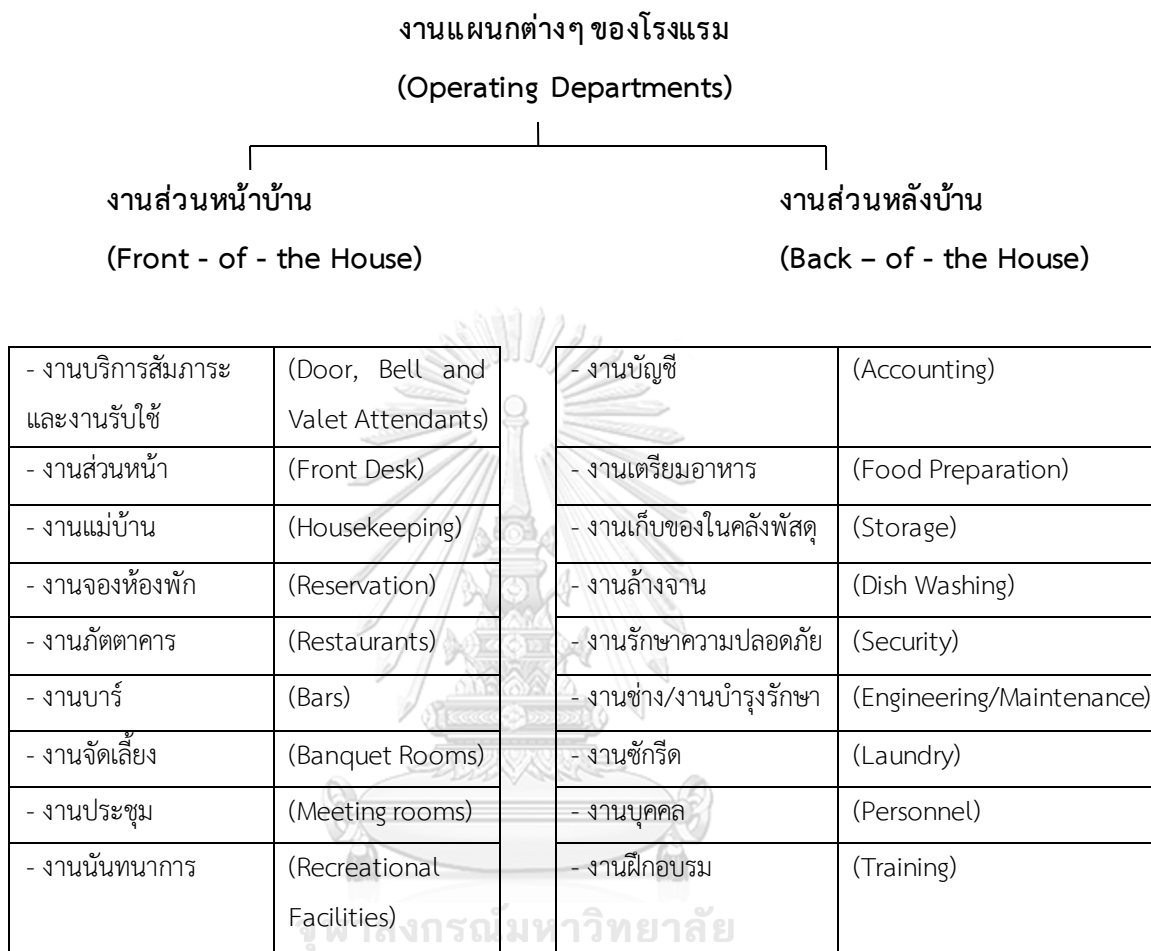 งานแผนกต่างๆ ของโรงแรม
(Operating Departments)
งานส่วนหน้าบ้าน
(Front - of - the House)
งานส่วนหลังบ้าน
(Back – of - the House)
- งานบริการสัมภาระ
และงานรับใช้
(Door, Bell and
Valet Attendants)
- งานส่วนหน้า
(Front Desk)
- งานแม่บ้าน
(Housekeeping)
- งานจองห้องพัก
(Reservation)
- งานภัตตาคาร
(Restaurants)
- งานบาร์
(Bars)
- งานจัดเลี้ยง
(Banquet Rooms)
- งานประชุม
(Meeting rooms)
- งานนันทนาการ
(Recreational
Facilities)
- งานบัญชี
(Accounting)
- งานเตรียมอาหาร
(Food Preparation)
- งานเก็บของในคลังพัสดุ
(Storage)
- งานล้างจาน
(Dish Washing)
- งานรักษาความปลอดภัย
(Security)
- งานช่าง/งานบำรุงรักษา
(Engineering/Maintenance)
- งานซักรีด
(Laundry)
- งานบุคคล
(Personnel)
- งานฝึกอบรม
(Training)
จุฬาลงกรณ์มหาวิทยาลัย